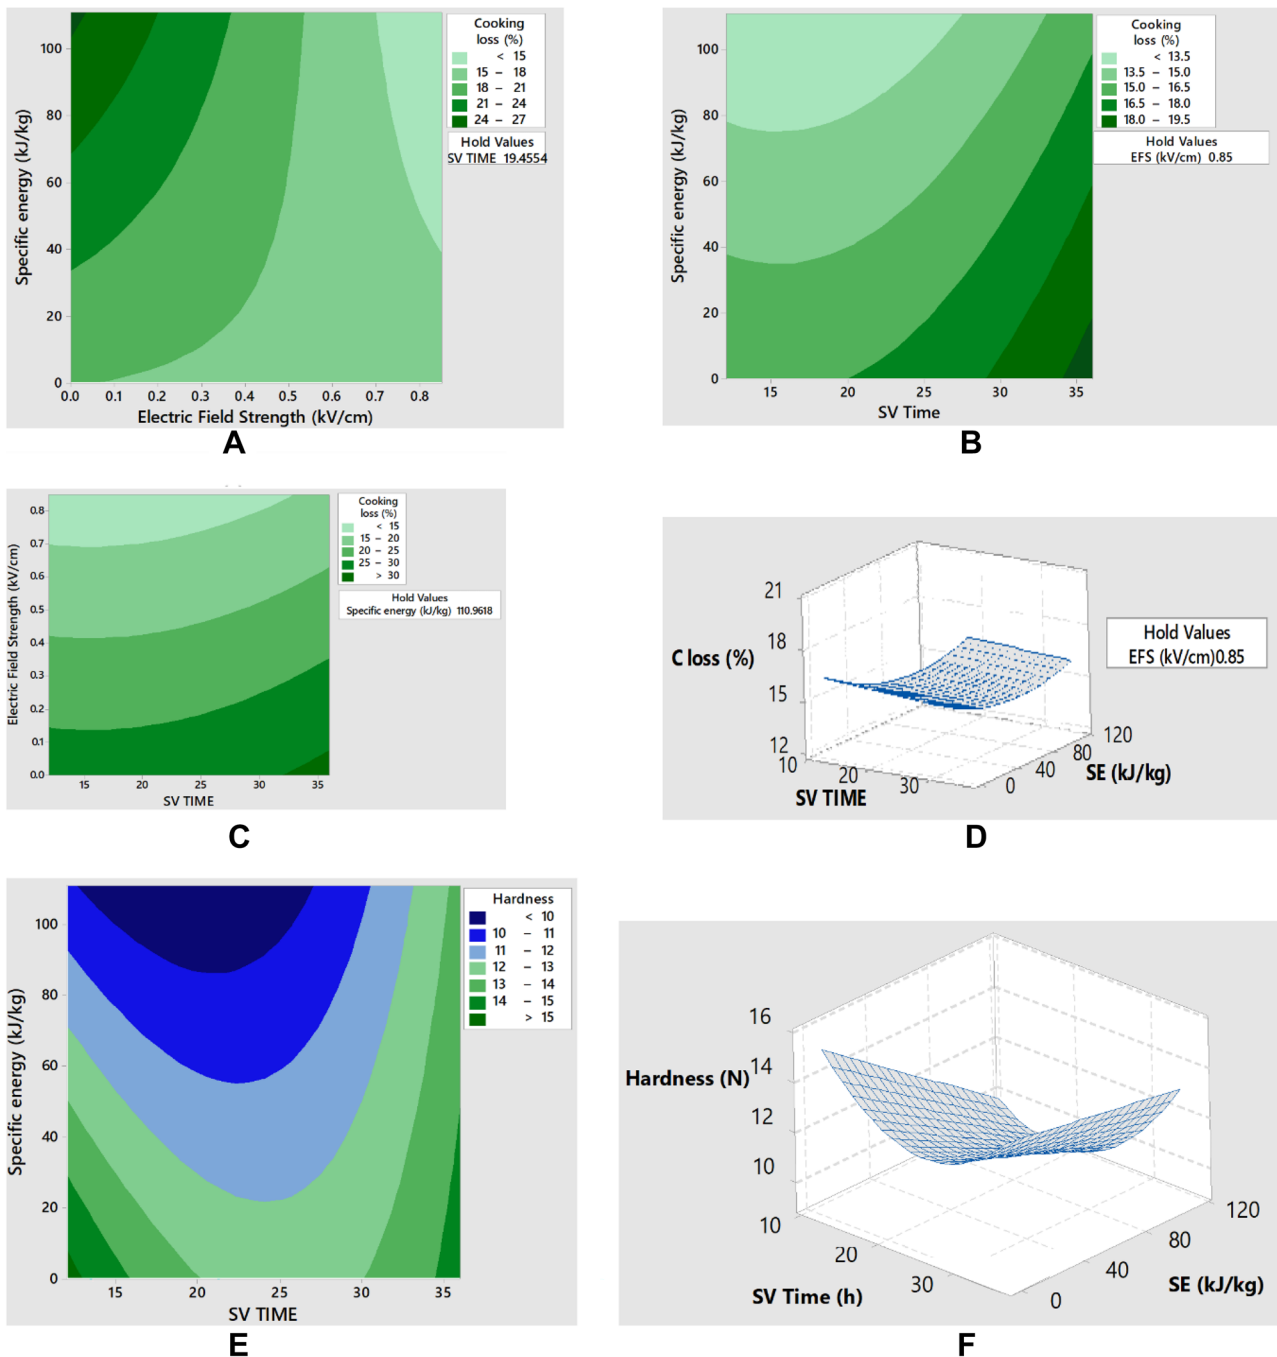 Cooking
loss (%)
< 15
15 – 18
18 – 21
21 – 24
24 – 27
Hold Values
SV TIME 19.4554
Specific energy (kJ/kg)
100
80
60
40
20
0
0.0 0.1 0.2 0.3 0.4 0.5 0.6 0.7 0.8
Electric Field Strength (kV/cm)
A
Cooking
loss (%)
< 13.5
13.5 – 15.0
15.0 – 16.5
16.5 – 18.0
18.0 – 19.5
Hold Values
EFS (kV/cm) 0.85
Specific energy (kJ/kg)
100
80
60
40
20
0
15 20 25 30 35
SV Time
B
Cooking
loss (%)
< 15
15 – 20
20 – 25
25 – 30
> 30
Hold Values
Specific energy (kJ/kg) 110.9618
Electric Field Strength (kV/cm)
0.8
0.7
0.6
0.5
0.4
0.3
0.2
0.1
0.0
15 20 25 30 35
SV TIME
C
21
18
15
12
C loss (%)
Hold Values
EFS (kV/cm)0.85
10 20 30
SV TIME
0 40 80 120
SE (kJ/kg)
D
Hardness
< 10
10 – 11
11 – 12
12 – 13
13 – 14
14 – 15
> 15
Specific energy (kJ/kg)
100
80
60
40
20
0
15 20 25 30 35
SV TIME
E
16
14
12
10
Hardness (N)
10 20 30
SV Time (h)
0 40 80 120
SE (kJ/kg)
F